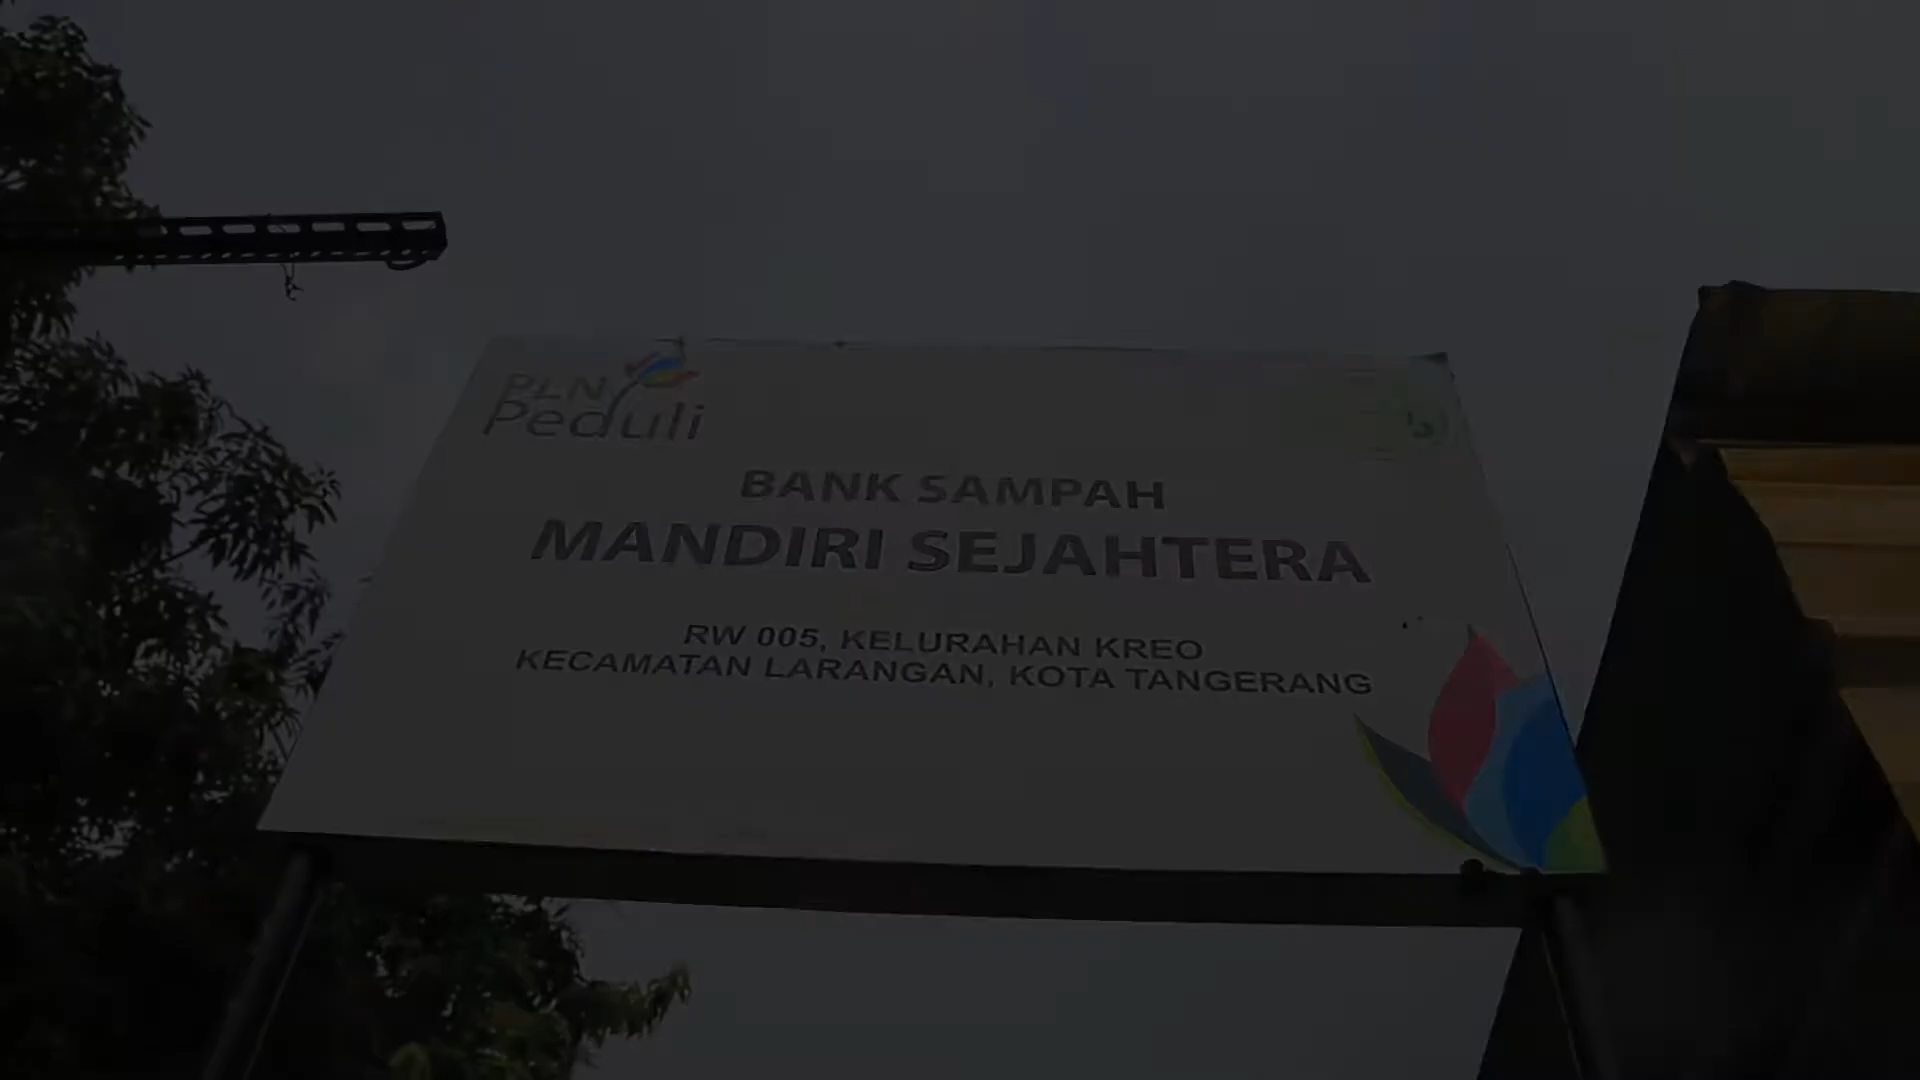 PLN
Peduli
BANK SAMPAH
MANDIRI SEJAHTERA
RW 005, KELURAHAN KREO
KECAMATAN LARANGAN, KOTA TANGERANG